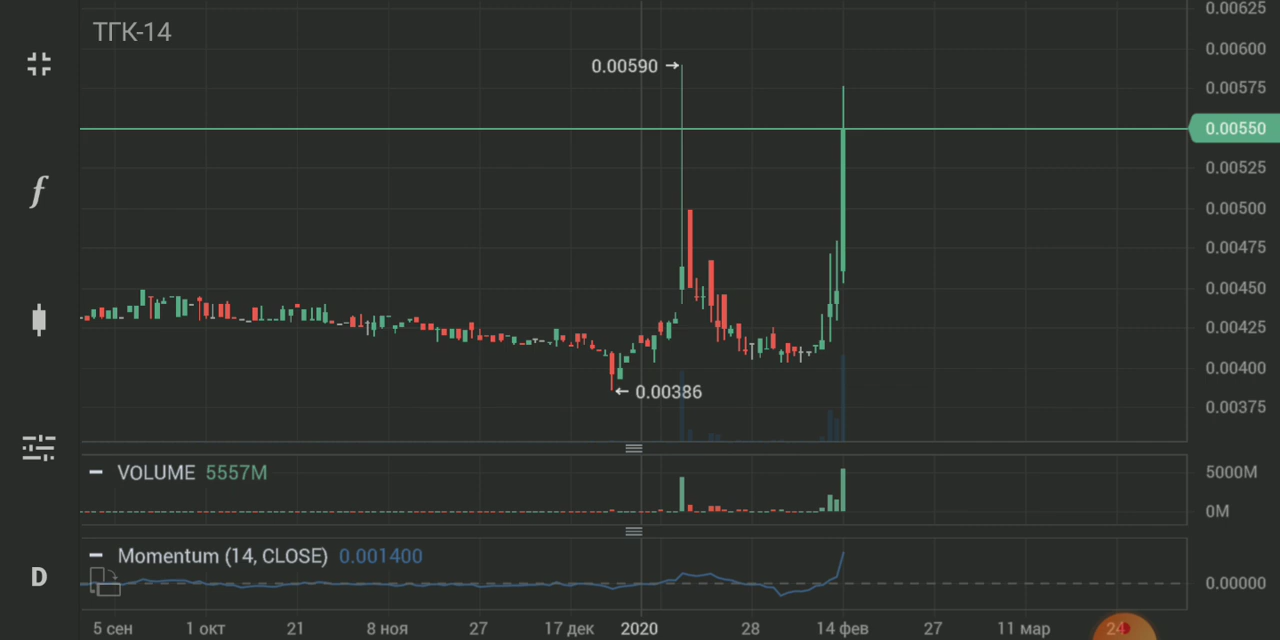 ТГК-14
0.00625
0.00600
0.00590
0.00575
0.00550
0.00525
0.00500
0.00475
0.00450
0.00425
0.00400
0.00386
0.00375
VOLUME 5557M
5000M
0M
Momentum (14, CLOSE) 0.001400
0.00000
D
5 сен 1 окт 21 8 ноя 27 17 дек 2020 28 14 фев 27 11 мар 24